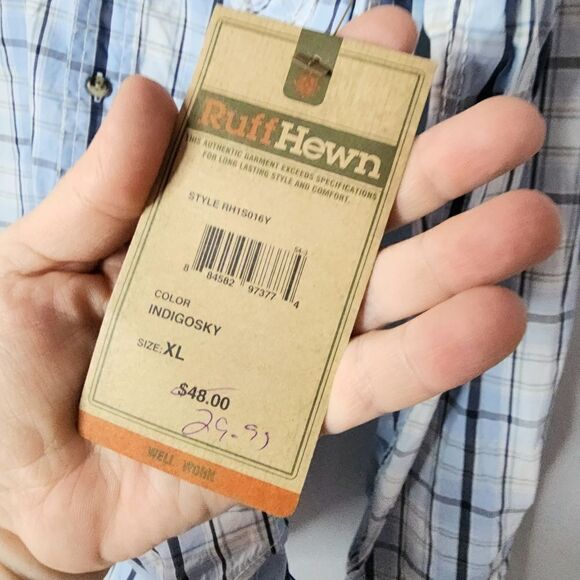 RuffHewn
THIS AUTHENTIC GARMENT EXCEEDS SPECIFICATIONS
FOR LONG LASTING STYLE AND COMFORT.
STYLE RH1S016Y
8 84582 97377 4
COLOR
INDIGOSKY
SIZE: XL
$48.00
29.99
WELL WORN